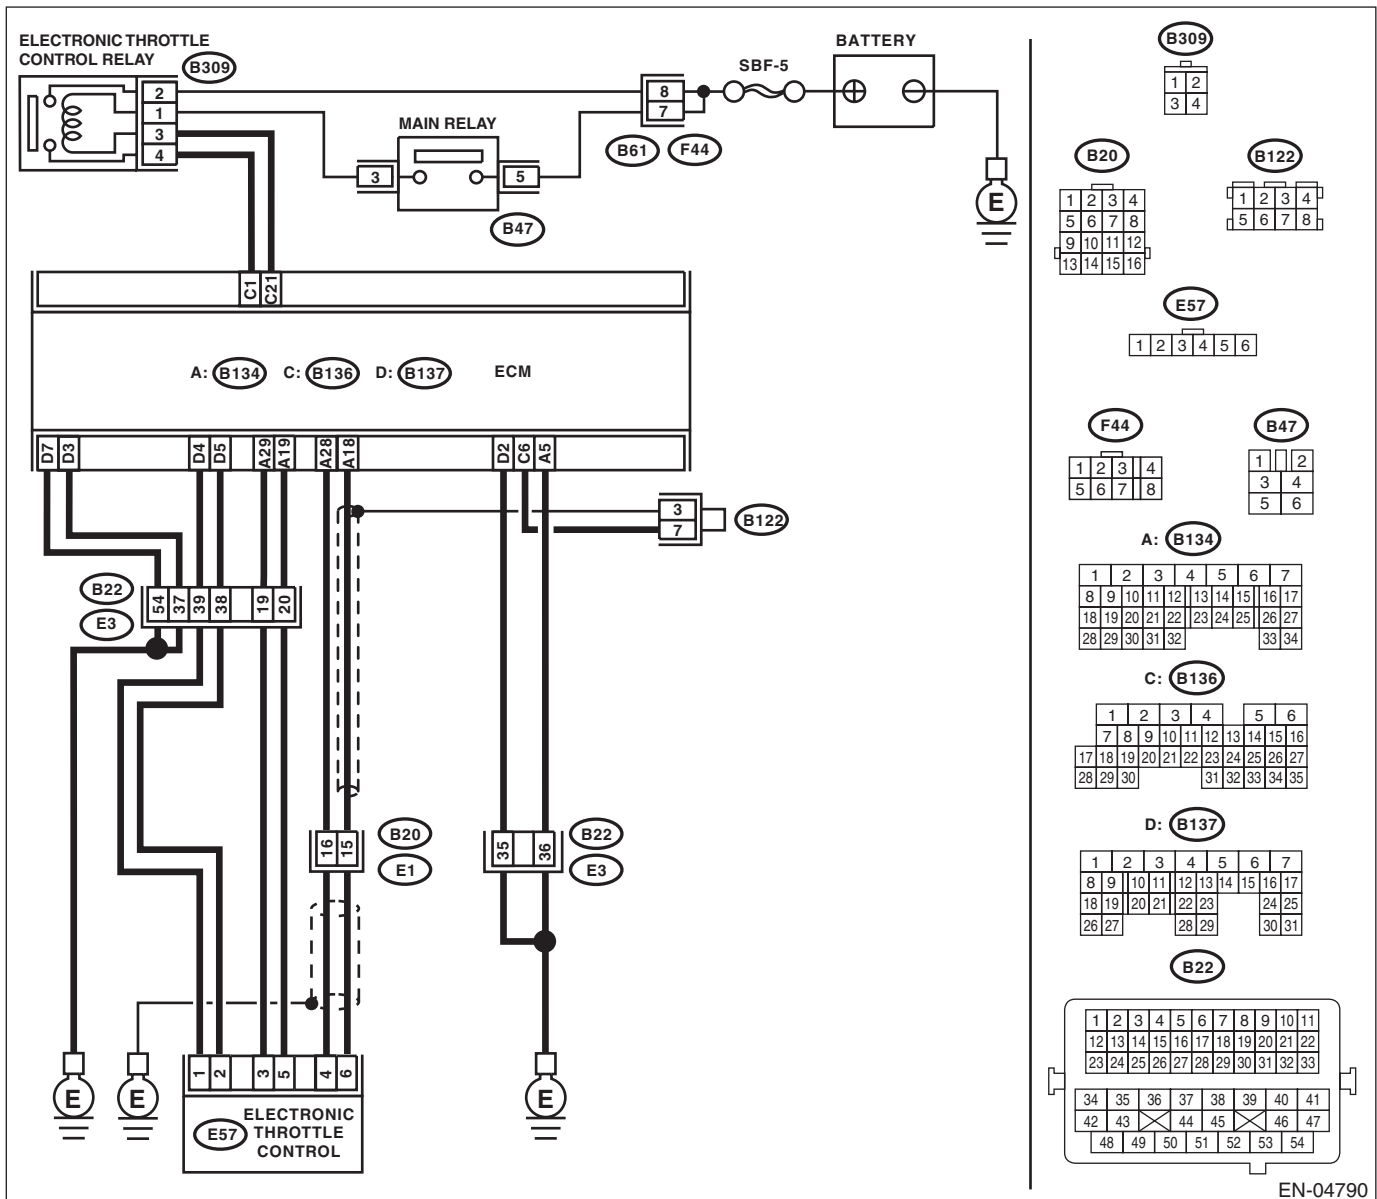 ELECTRONIC THROTTLE
CONTROL RELAY
B309
2
1
3
4
MAIN RELAY
3
5
B47
8
7
B61
F44
SBF-5
BATTERY
E
C1
C21
A: B134 C: B136 D: B137 ECM
D7
D3
D4
D5
A29
A19
A28
A18
D2
C6
A5
3
7
B122
B22
E3
54
37
39
38
19
20
16
15
B20
E1
35
36
B22
E3
1
2
3
5
4
6
E
E
E57
ELECTRONIC
THROTTLE
CONTROL
E
B309
1 2
3 4
B20
1 2 3 4
5 6 7 8
9 10 11 12
13 14 15 16
B122
1 2 3 4
5 6 7 8
E57
1 2 3 4 5 6
F44
1 2 3 4
5 6 7 8
B47
1 2
3 4
5 6
A: B134
1 2 3 4 5 6 7
8 9 10 11 12 13 14 15 16 17
18 19 20 21 22 23 24 25 26 27
28 29 30 31 32 33 34
C: B136
1 2 3 4 5 6
7 8 9 10 11 12 13 14 15 16
17 18 19 20 21 22 23 24 25 26 27
28 29 30 31 32 33 34 35
D: B137
1 2 3 4 5 6 7
8 9 10 11 12 13 14 15 16 17
18 19 20 21 22 23 24 25
26 27 28 29 30 31
B22
1 2 3 4 5 6 7 8 9 10 11
12 13 14 15 16 17 18 19 20 21 22
23 24 25 26 27 28 29 30 31 32 33
34 35 36 37 38 39 40 41
42 43 44 45 46 47
48 49 50 51 52 53 54
EN-04790